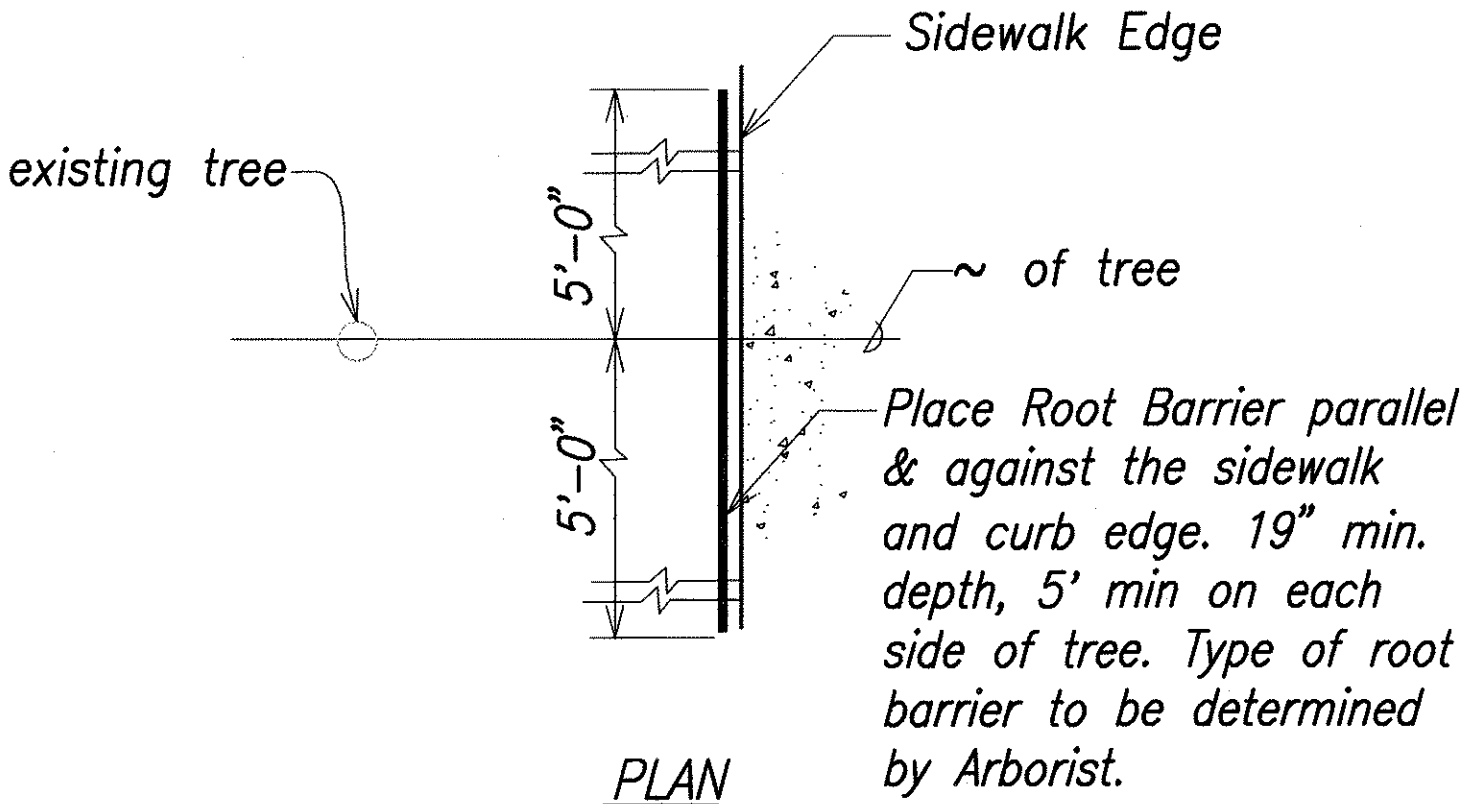 Sidewalk Edge
existing tree
5'-0"
~ of tree
5'-0"
Place Root Barrier parallel
& against the sidewalk
and curb edge. 19" min.
depth, 5' min on each
side of tree. Type of root
barrier to be determined
by Arborist.
PLAN